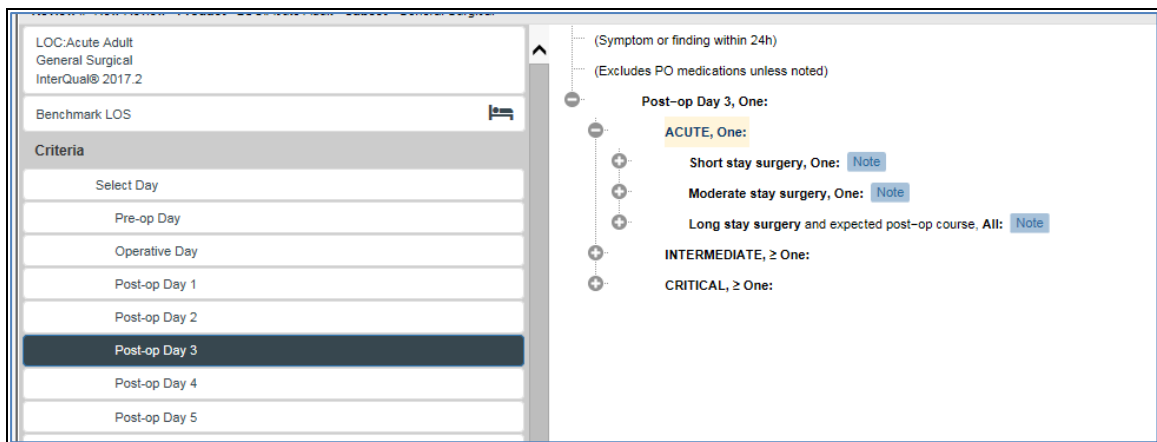 LOC:Acute Adult
General Surgical
InterQual® 2017.2
Benchmark LOS
Criteria
Select Day
Pre-op Day
Operative Day
Post-op Day 1
Post-op Day 2
Post-op Day 3
Post-op Day 4
Post-op Day 5
(Symptom or finding within 24h)
(Excludes PO medications unless noted)
Post-op Day 3, One:
ACUTE, One:
Short stay surgery, One: Note
Moderate stay surgery, One: Note
Long stay surgery and expected post-op course, All: Note
INTERMEDIATE, ≥ One:
CRITICAL, ≥ One: